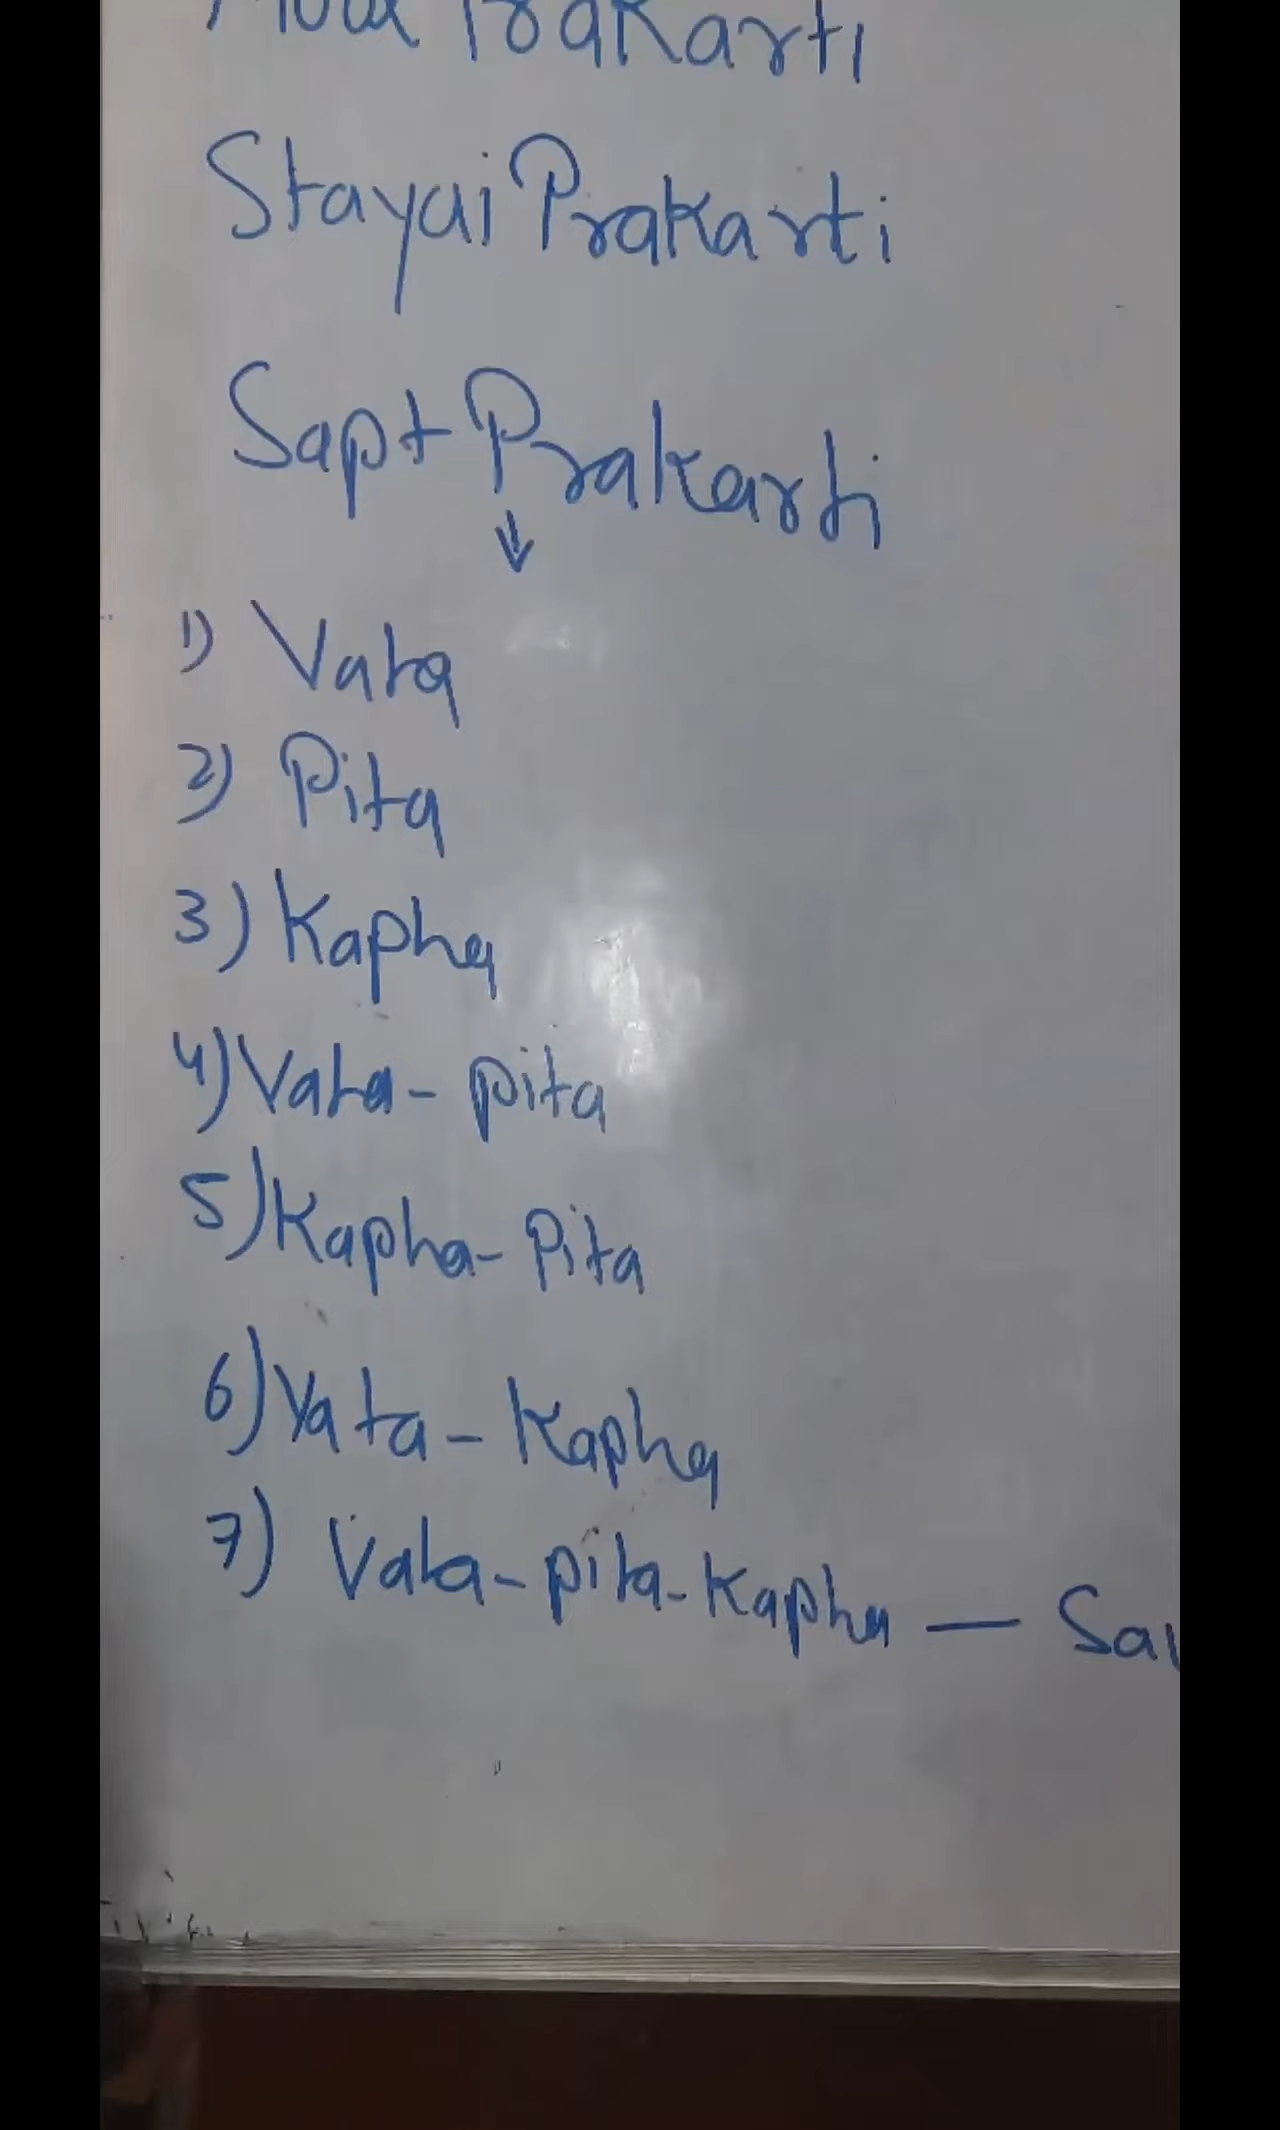 Prakarti
Stayai Prakarti
Sapt Prakarti
↓
1) Vata
2) Pita
3) Kapha
4) Vata - pita
5) Kapha - Pita
6) Vata - Kapha
7) Vata - pita - Kapha —